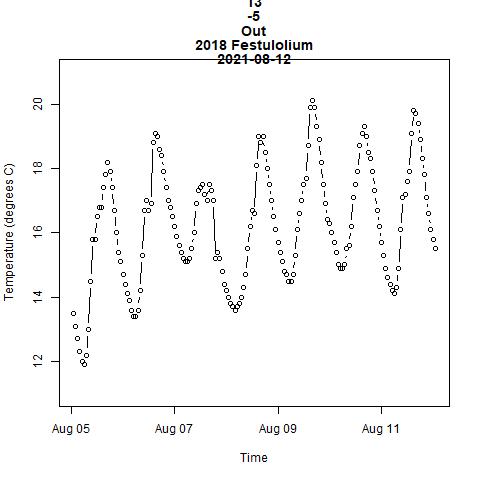 13
-5
Out
2018 Festulolium
2021-08-12
Temperature (degrees C)
20
18
16
14
12
Aug 05
Aug 07
Aug 09
Aug 11
Time